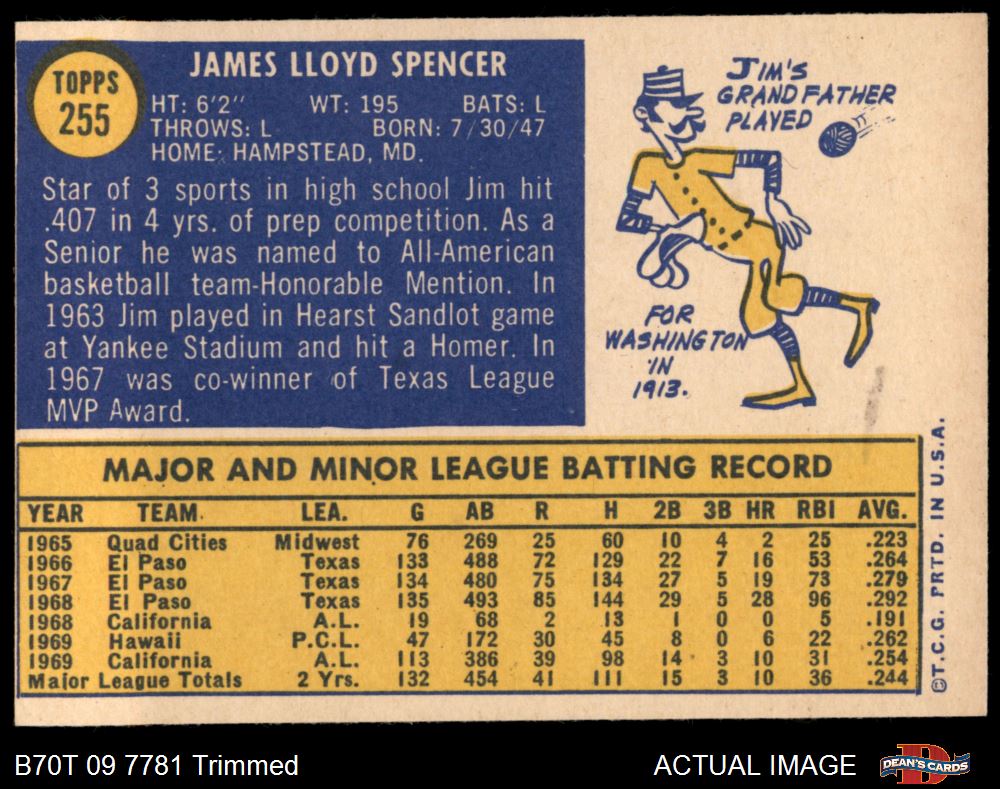 TOPPS
255
JAMES LLOYD SPENCER
HT: 6'2" WT: 195 BATS: L
THROWS: L BORN: 7/30/47
HOME: HAMPSTEAD, MD.
Star of 3 sports in high school Jim hit
.407 in 4 yrs. of prep competition. As a
Senior he was named to All-American
basketball team-Honorable Mention. In
1963 Jim played in Hearst Sandlot game
at Yankee Stadium and hit a Homer. In
1967 was co-winner of Texas League
MVP Award.
JIM'S
GRANDFATHER
PLAYED
FOR
WASHINGTON
IN
1913.
MAJOR AND MINOR LEAGUE BATTING RECORD
YEAR TEAM LEA. G AB R H 2B 3B HR RBI AVG.
1965 Quad Cities Midwest 76 269 25 60 10 4 2 25 .223
1966 El Paso Texas 133 488 72 129 22 7 16 53 .264
1967 El Paso Texas 134 480 75 134 27 5 19 73 .279
1968 El Paso Texas 135 493 85 144 29 5 28 96 .292
1968 California A.L. 19 68 2 13 1 0 0 5 .191
1969 Hawaii P.C.L. 47 172 30 45 8 0 6 22 .262
1969 California A.L. 113 386 39 98 14 3 10 31 .254
Major League Totals 2 Yrs. 132 454 41 111 15 3 10 36 .244
©T.C.G. PRTD. IN U.S.A.
B70T 09 7781 Trimmed
ACTUAL IMAGE
D
DEAN'S CARDS